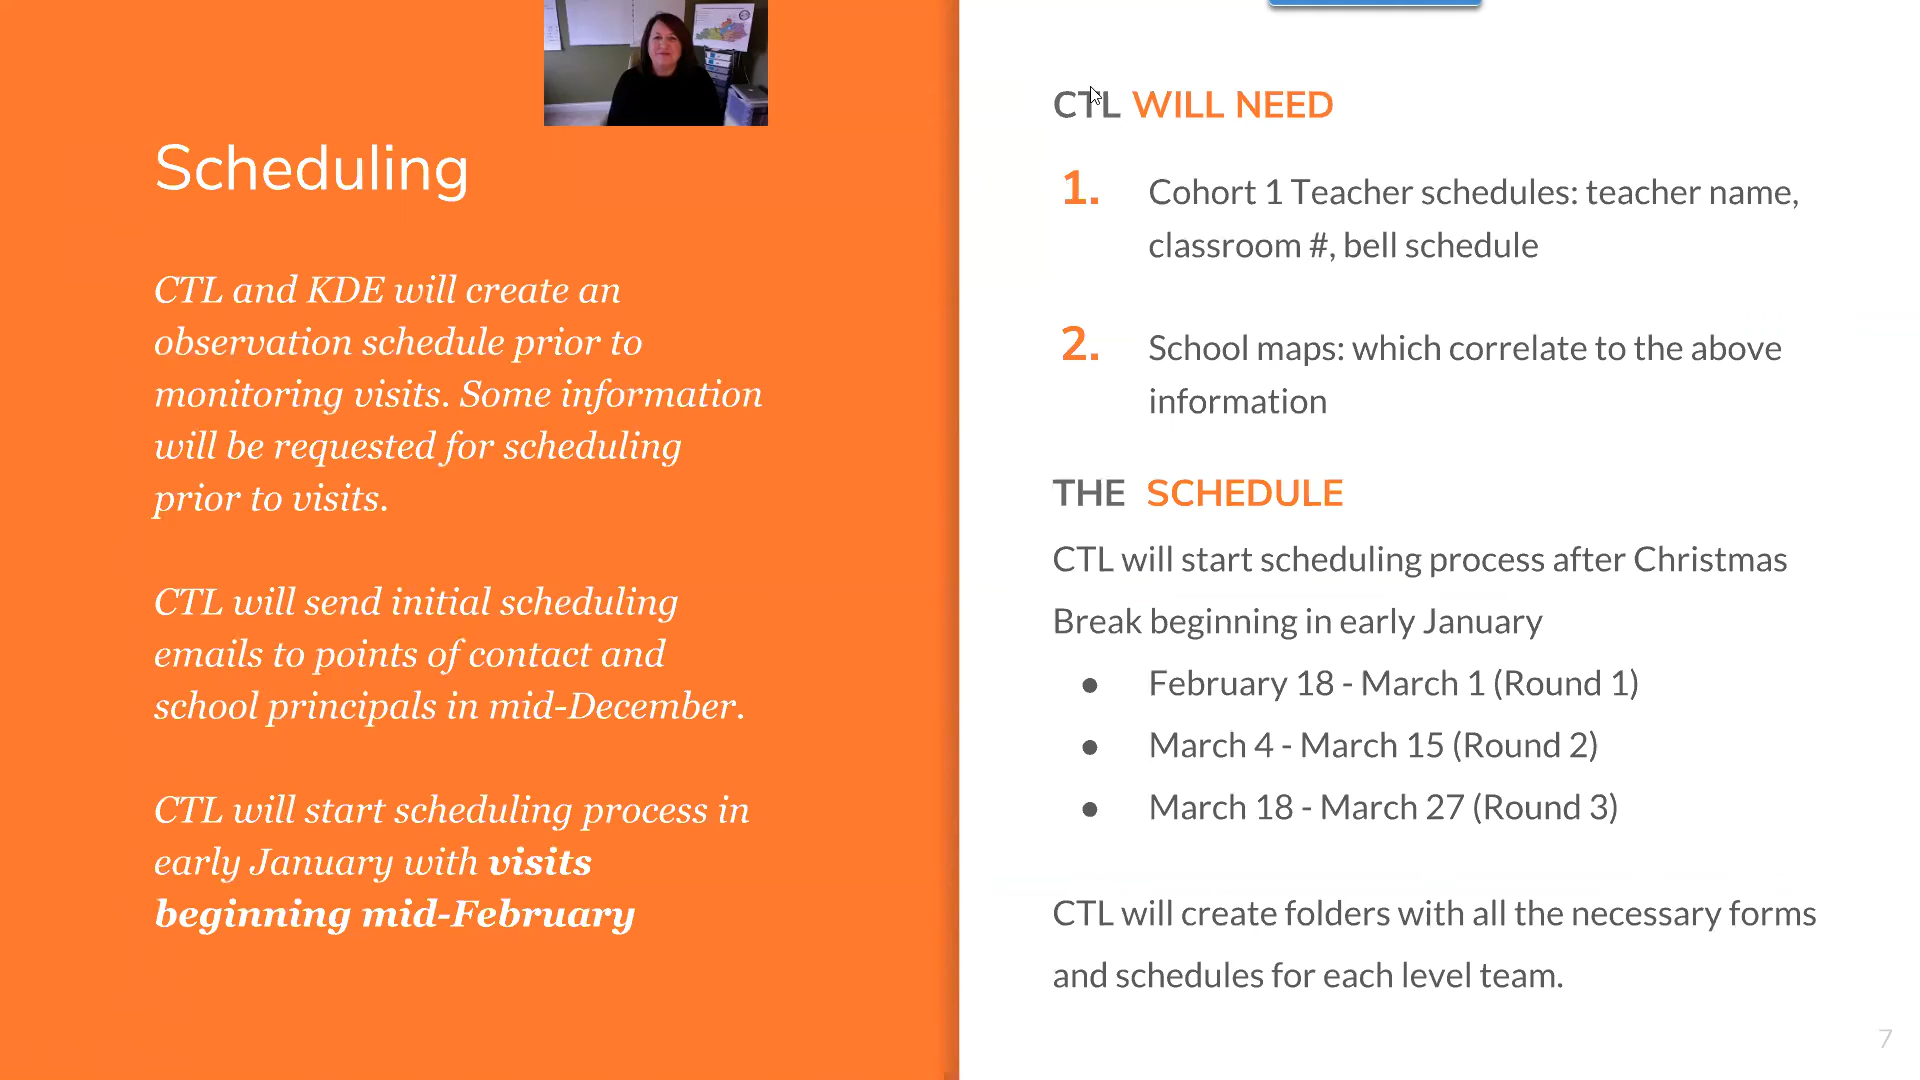 Scheduling
CTL and KDE will create an
observation schedule prior to
monitoring visits. Some information
will be requested for scheduling
prior to visits.
CTL will send initial scheduling
emails to points of contact and
school principals in mid-December.
CTL will start scheduling process in
early January with visits
beginning mid-February
CTL WILL NEED
1. Cohort 1 Teacher schedules: teacher name,
classroom #, bell schedule
2. School maps: which correlate to the above
information
THE SCHEDULE
CTL will start scheduling process after Christmas
Break beginning in early January
● February 18 - March 1 (Round 1)
● March 4 - March 15 (Round 2)
● March 18 - March 27 (Round 3)
CTL will create folders with all the necessary forms
and schedules for each level team.
7